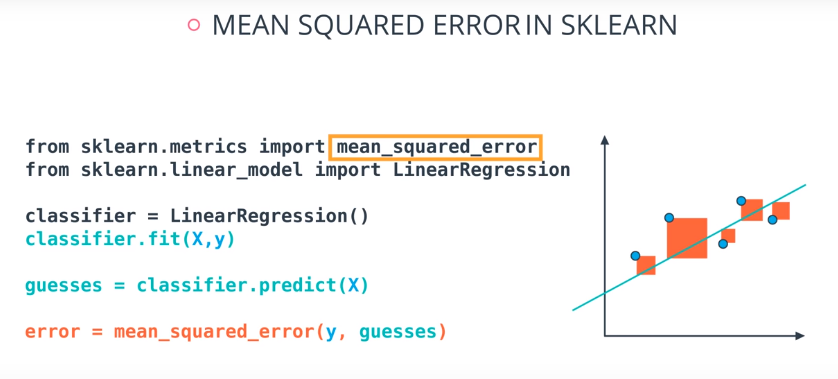 MEAN SQUARED ERROR IN SKLEARN
from sklearn.metrics import mean_squared_error
from sklearn.linear_model import LinearRegression
classifier = LinearRegression()
classifier.fit(X,y)
guesses = classifier.predict(X)
error = mean_squared_error(y, guesses)